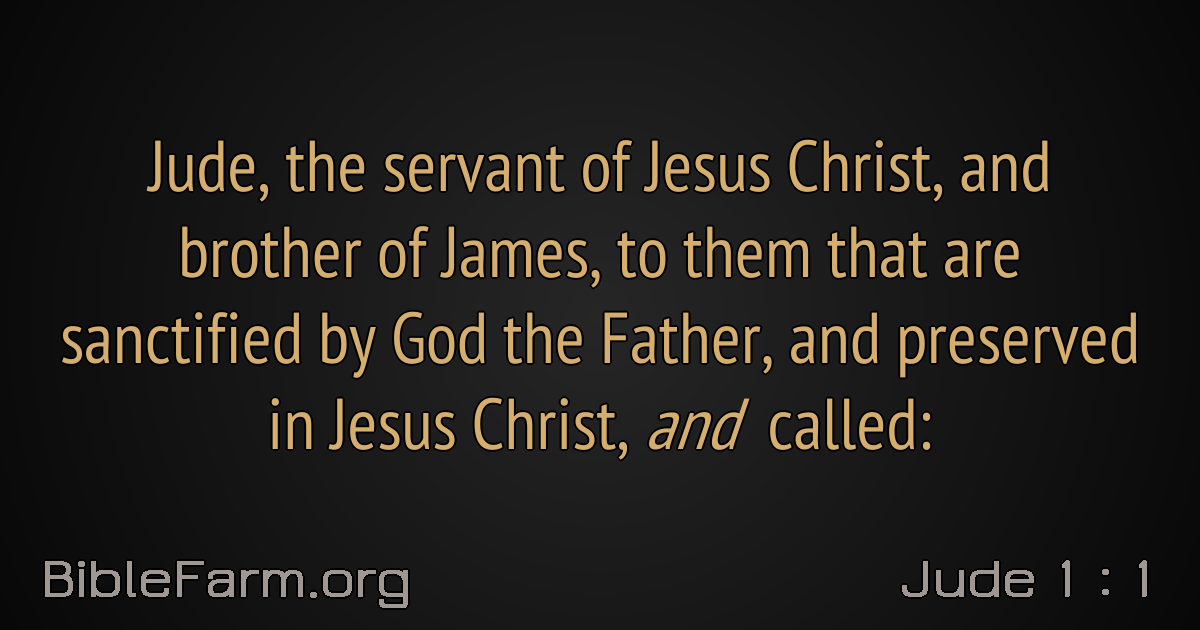 Jude, the servant of Jesus Christ, and
brother of James, to them that are
sanctified by God the Father, and preserved
in Jesus Christ, and called:
BibleFarm.org
Jude 1 : 1